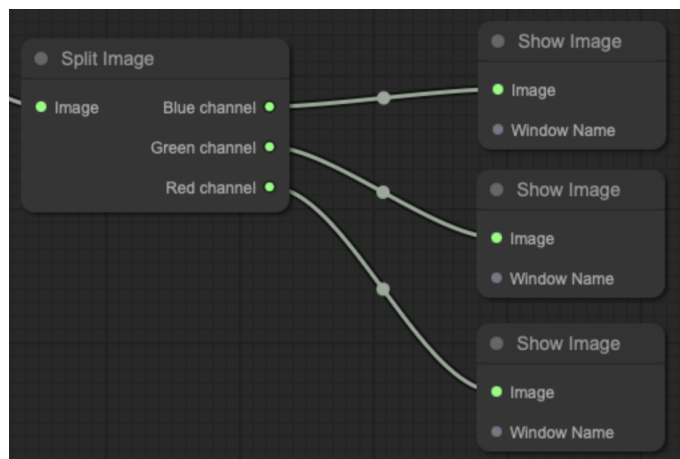 Split Image
Image
Blue channel
Green channel
Red channel
Show Image
Image
Window Name
Show Image
Image
Window Name
Show Image
Image
Window Name